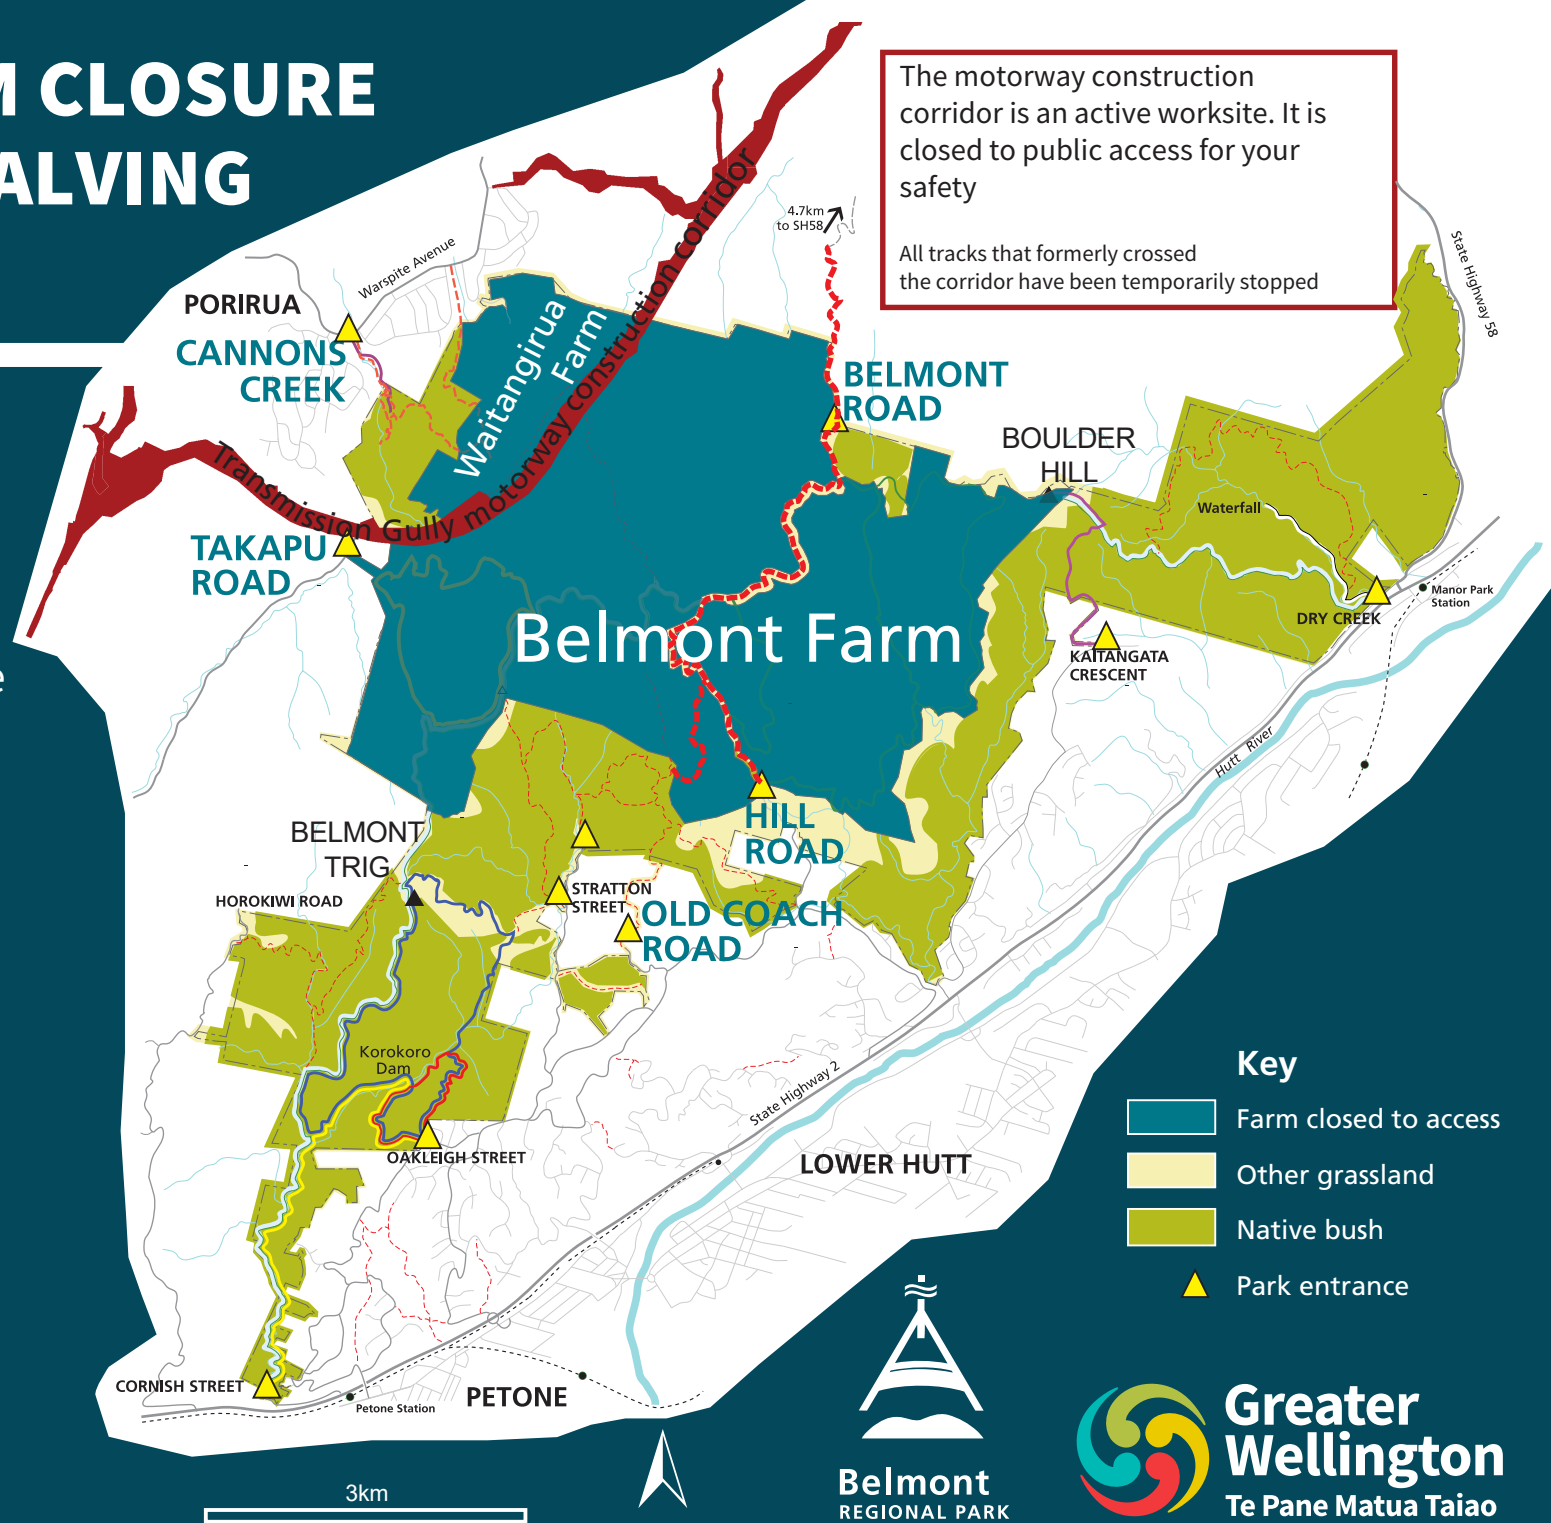 M CLOSURE
ALVING
The motorway construction
corridor is an active worksite. It is
closed to public access for your
safety
All tracks that formerly crossed
the corridor have been temporarily stopped
4.7km
to SH58
State Highway 58
Warspite Avenue
PORIRUA
CANNONS
CREEK
Waitangirua
Farm
Transmission Gully motorway construction corridor
BELMONT
ROAD
BOULDER
HILL
Waterfall
TAKAPU
ROAD
Manor Park
Station
DRY CREEK
Belmont Farm
KAITANGATA
CRESCENT
e
Hutt River
HILL
ROAD
BELMONT
TRIG
HOROKIWI ROAD
STRATTON
STREET
OLD COACH
ROAD
Korokoro
Dam
State Highway 2
OAKLEIGH STREET
LOWER HUTT
CORNISH STREET
Petone Station
PETONE
Key
Farm closed to access
Other grassland
Native bush
Park entrance
3km
Belmont
REGIONAL PARK
Greater
Wellington
Te Pane Matua Taiao